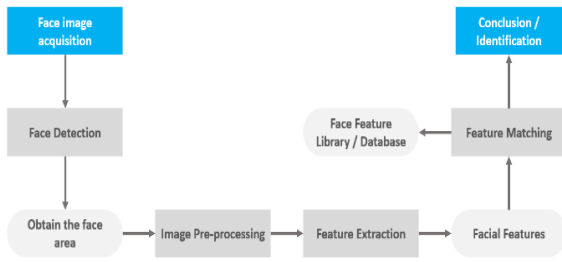 Face image
acquisition
Conclusion /
Identification
Face Detection
Face Feature
Library / Database
Feature Matching
Obtain the face
area
Image Pre-processing
Feature Extraction
Facial Features